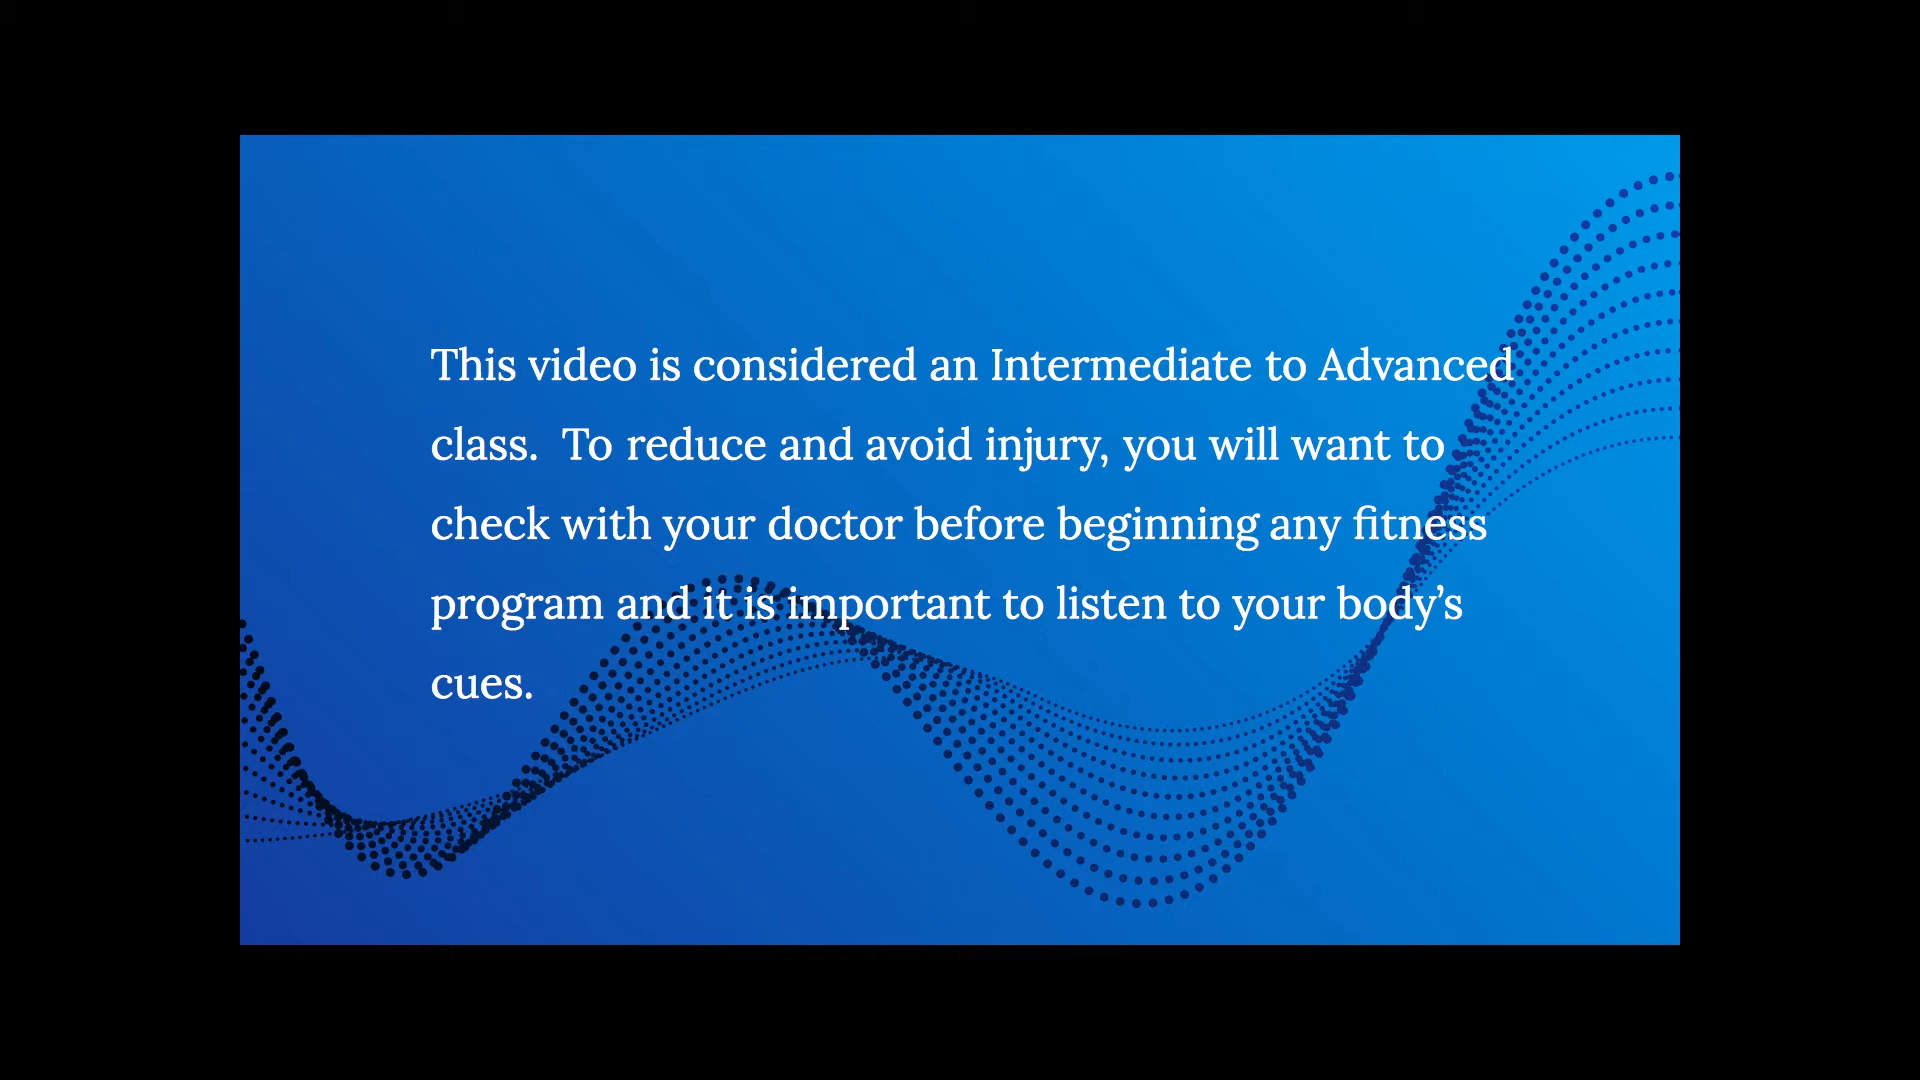 This video is considered an Intermediate to Advanced
class.  To reduce and avoid injury, you will want to
check with your doctor before beginning any fitness
program and it is important to listen to your body’s
cues.